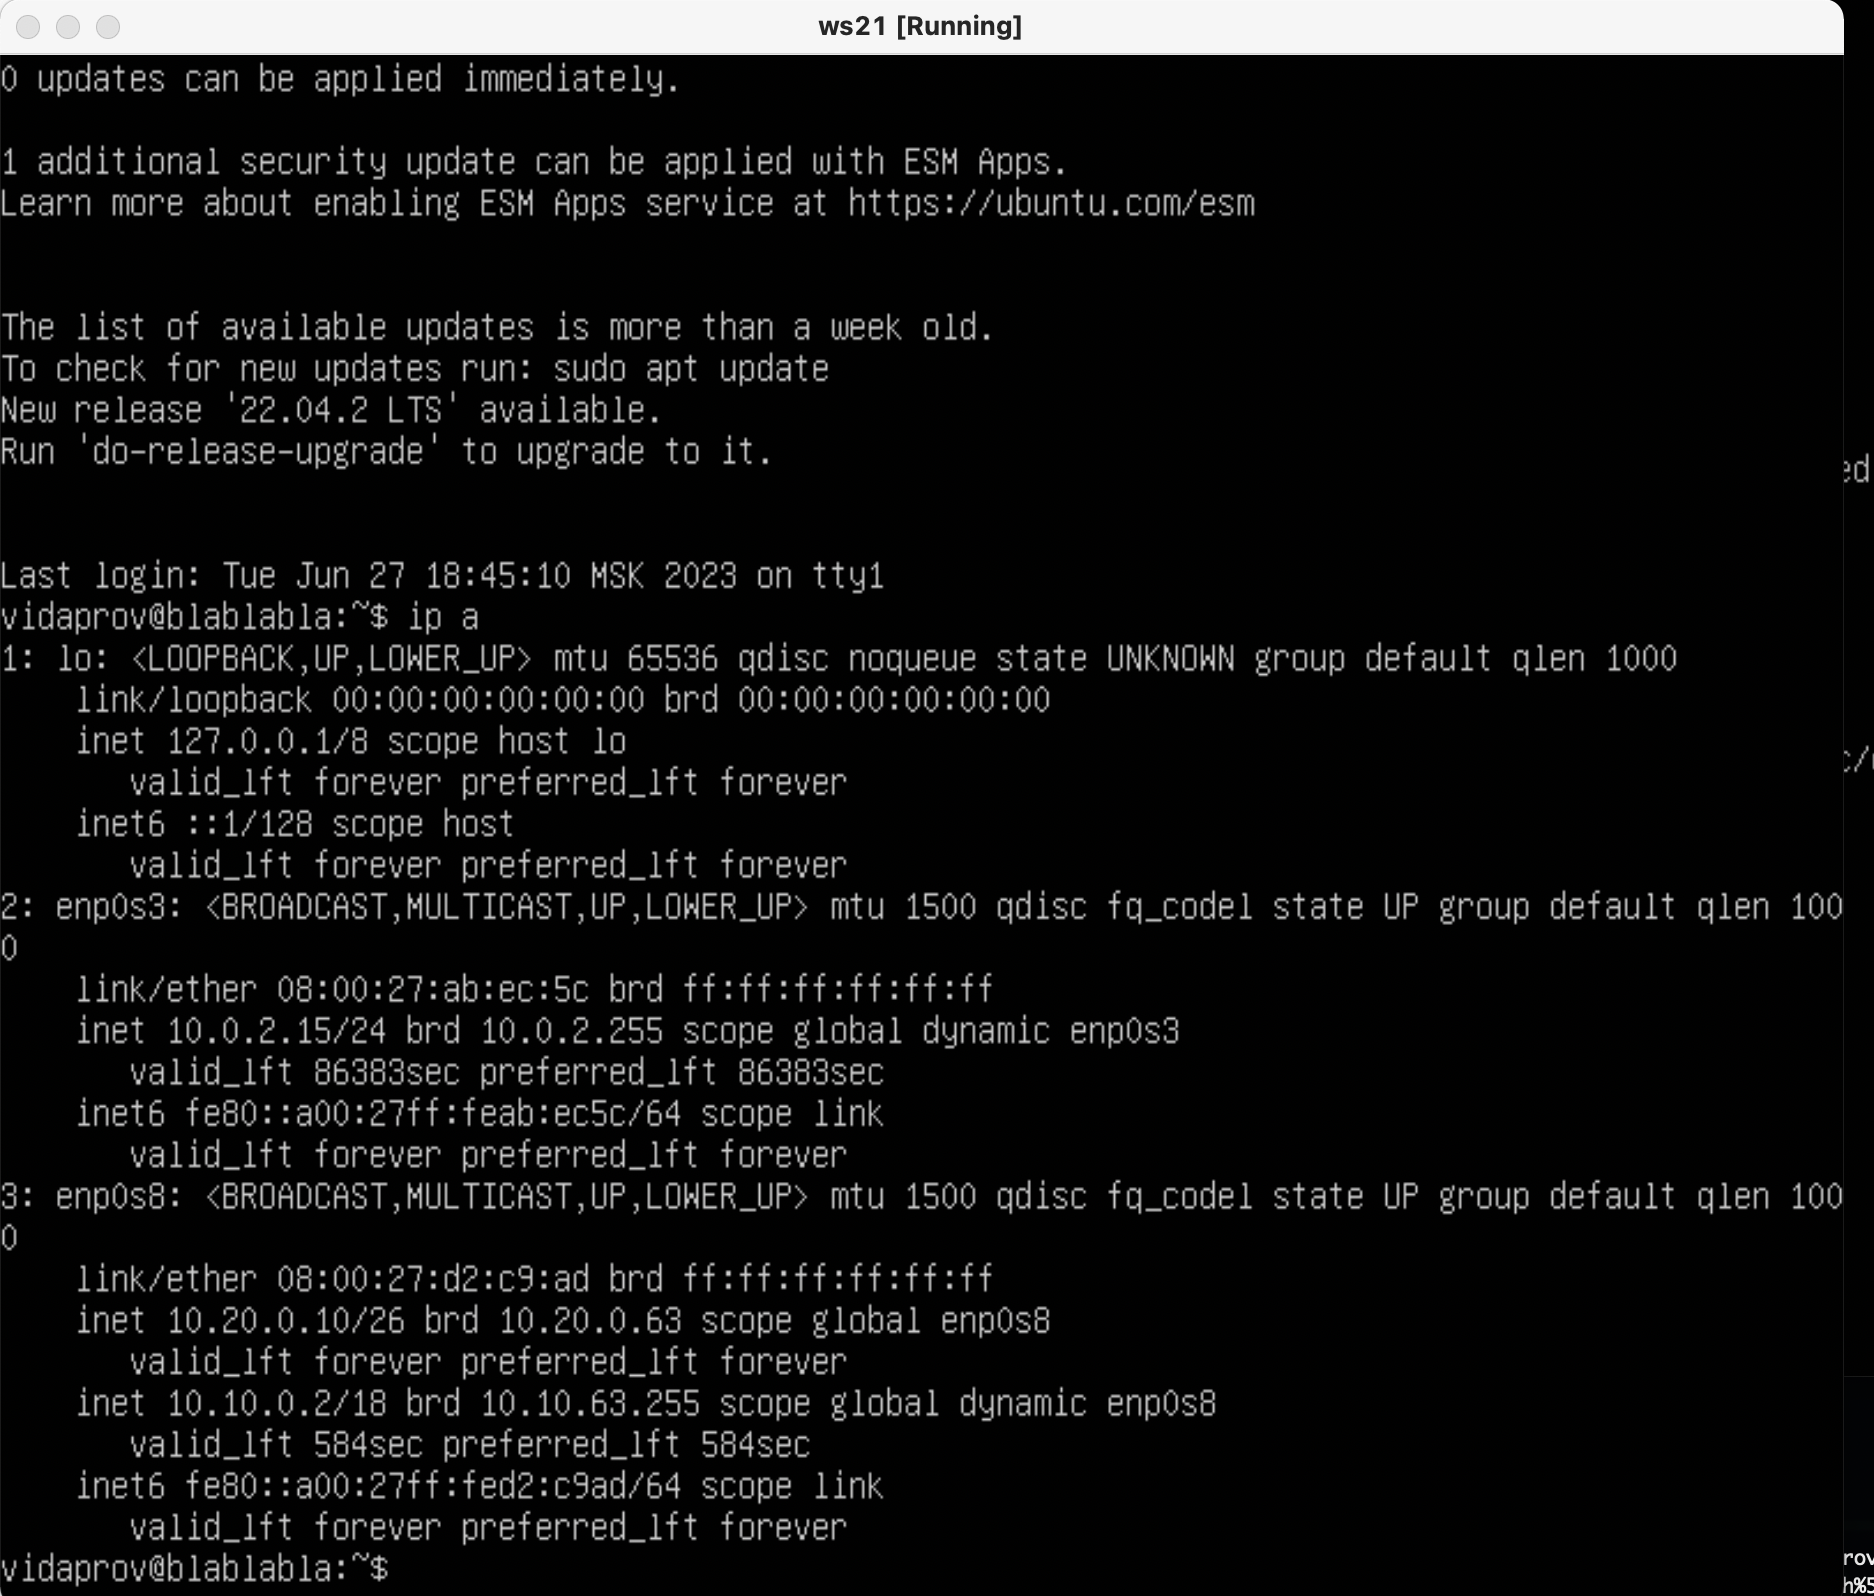 ws21 [Running]
0 updates can be applied immediately.
1 additional security update can be applied with ESM Apps.
Learn more about enabling ESM Apps service at https://ubuntu.com/esm
The list of available updates is more than a week old.
To check for new updates run: sudo apt update
New release '22.04.2 LTS' available.
Run 'do-release-upgrade' to upgrade to it.
Last login: Tue Jun 27 18:45:10 MSK 2023 on tty1
vidaprov@blablabla:~$ ip a
1: lo: <LOOPBACK,UP,LOWER_UP> mtu 65536 qdisc noqueue state UNKNOWN group default qlen 1000
    link/loopback 00:00:00:00:00:00 brd 00:00:00:00:00:00
    inet 127.0.0.1/8 scope host lo
       valid_lft forever preferred_lft forever
    inet6 ::1/128 scope host
       valid_lft forever preferred_lft forever
2: enp0s3: <BROADCAST,MULTICAST,UP,LOWER_UP> mtu 1500 qdisc fq_codel state UP group default qlen 100
0
    link/ether 08:00:27:ab:ec:5c brd ff:ff:ff:ff:ff:ff
    inet 10.0.2.15/24 brd 10.0.2.255 scope global dynamic enp0s3
       valid_lft 86383sec preferred_lft 86383sec
    inet6 fe80::a00:27ff:feab:ec5c/64 scope link
       valid_lft forever preferred_lft forever
3: enp0s8: <BROADCAST,MULTICAST,UP,LOWER_UP> mtu 1500 qdisc fq_codel state UP group default qlen 100
0
    link/ether 08:00:27:d2:c9:ad brd ff:ff:ff:ff:ff:ff
    inet 10.20.0.10/26 brd 10.20.0.63 scope global enp0s8
       valid_lft forever preferred_lft forever
    inet 10.10.0.2/18 brd 10.10.63.255 scope global dynamic enp0s8
       valid_lft 584sec preferred_lft 584sec
    inet6 fe80::a00:27ff:fed2:c9ad/64 scope link
       valid_lft forever preferred_lft forever
vidaprov@blablabla:~$